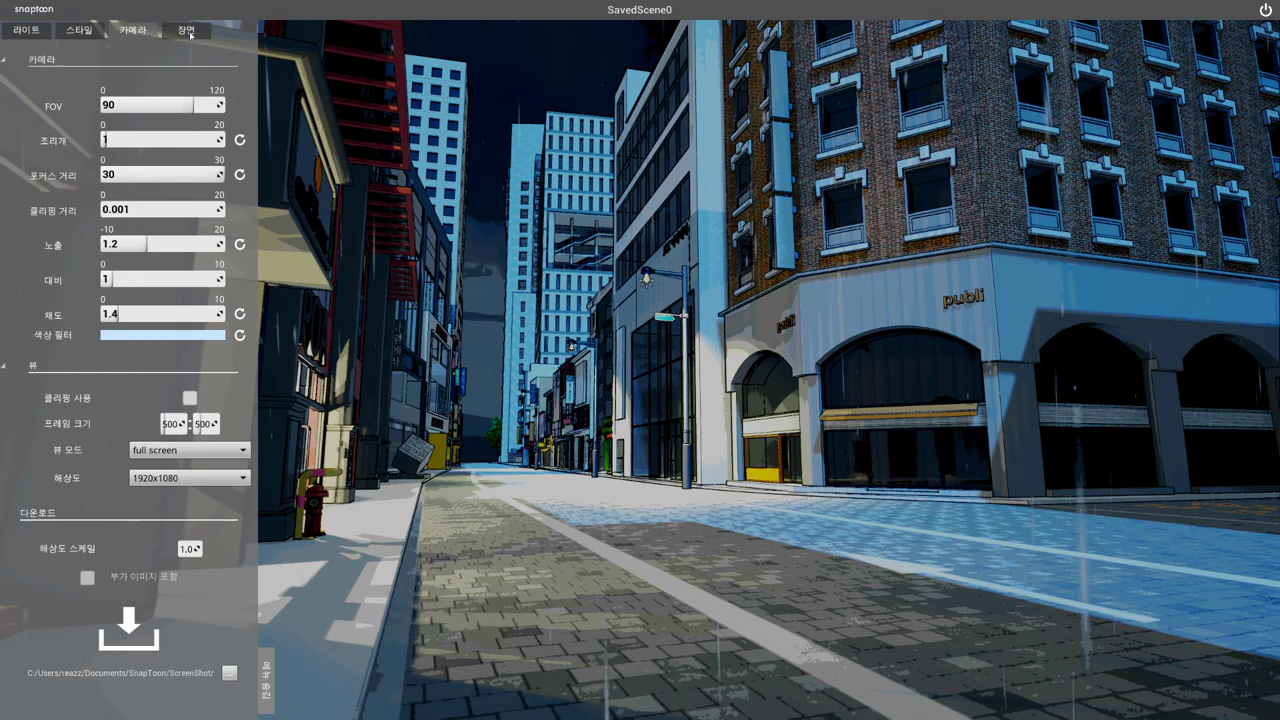 snaptoon
SavedScene0
라이트 스타일 카메라 장면
카메라
0 120
FOV 90
0 20
조리개 1
0 30
포커스 거리 30
0 20
클리핑 거리 0.001
-10 20
노출 1.2
0 10
대비 1
0 10
채도 1.4
색상 필터
뷰
클리핑 사용
프레임 크기 500 : 500
뷰 모드 full screen
해상도 1920x1080
다운로드
해상도 스케일 1.0
부가 이미지 포함
C:/Users/reazz/Documents/SnapToon/ScreenShot/ ...
publi
publi